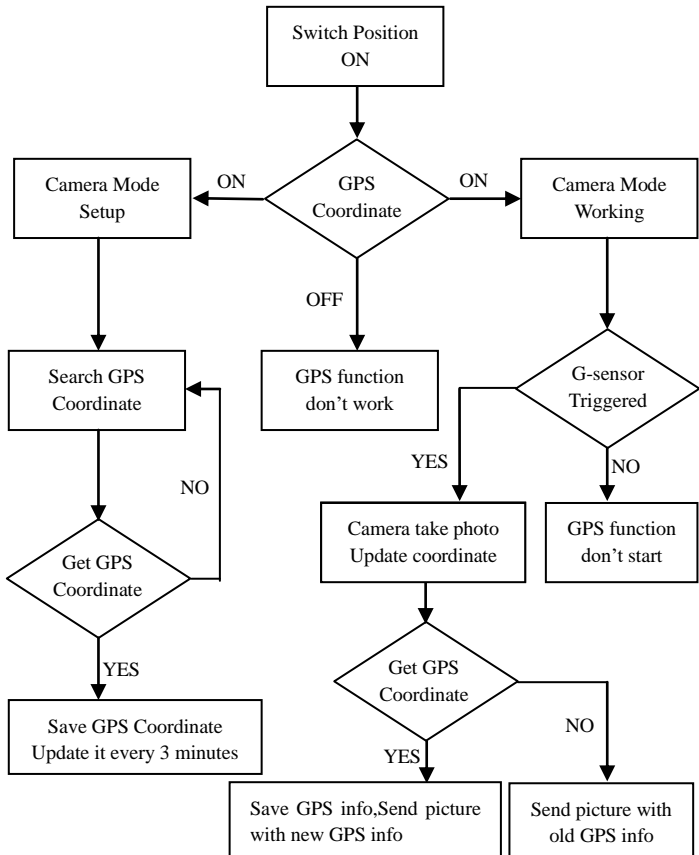 Switch Position
ON
Camera Mode
Setup
ON
GPS
Coordinate
ON
Camera Mode
Working
OFF
Search GPS
Coordinate
GPS function
don't work
G-sensor
Triggered
NO
YES
NO
Get GPS
Coordinate
Camera take photo
Update coordinate
GPS function
don't start
YES
Get GPS
Coordinate
Save GPS Coordinate
Update it every 3 minutes
YES
NO
Save GPS info,Send picture
with new GPS info
Send picture with
old GPS info